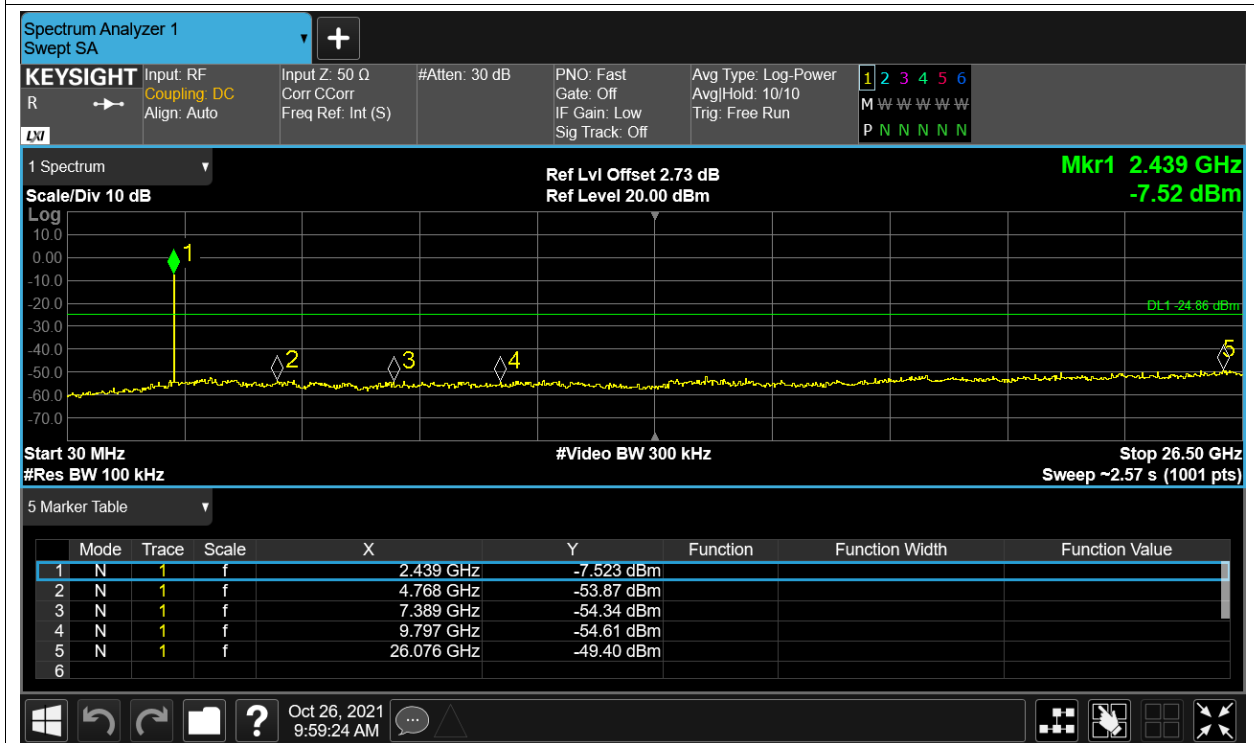 Spectrum Analyzer 1
Swept SA
+
KEYSIGHT Input: RF Input Z: 50 Ω #Atten: 30 dB PNO: Fast Avg Type: Log-Power 1 2 3 4 5 6
R Coupling: DC Corr CCorr Gate: Off Avg|Hold: 10/10 M W W W W W
Align: Auto Freq Ref: Int (S) IF Gain: Low Trig: Free Run
LXI Sig Track: Off P N N N N N
1 Spectrum Ref Lvl Offset 2.73 dB Mkr1 2.439 GHz
Scale/Div 10 dB Ref Level 20.00 dBm -7.52 dBm
Log
10.0
0.00 1
-10.0
-20.0 DL1 -24.86 dBm
-30.0
-40.0 2 3 4 5
-50.0
-60.0
-70.0
Start 30 MHz #Video BW 300 kHz Stop 26.50 GHz
#Res BW 100 kHz Sweep ~2.57 s (1001 pts)
5 Marker Table
Mode Trace Scale X Y Function Function Width Function Value
1 N 1 f 2.439 GHz -7.523 dBm
2 N 1 f 4.768 GHz -53.87 dBm
3 N 1 f 7.389 GHz -54.34 dBm
4 N 1 f 9.797 GHz -54.61 dBm
5 N 1 f 26.076 GHz -49.40 dBm
6
? Oct 26, 2021
9:59:24 AM